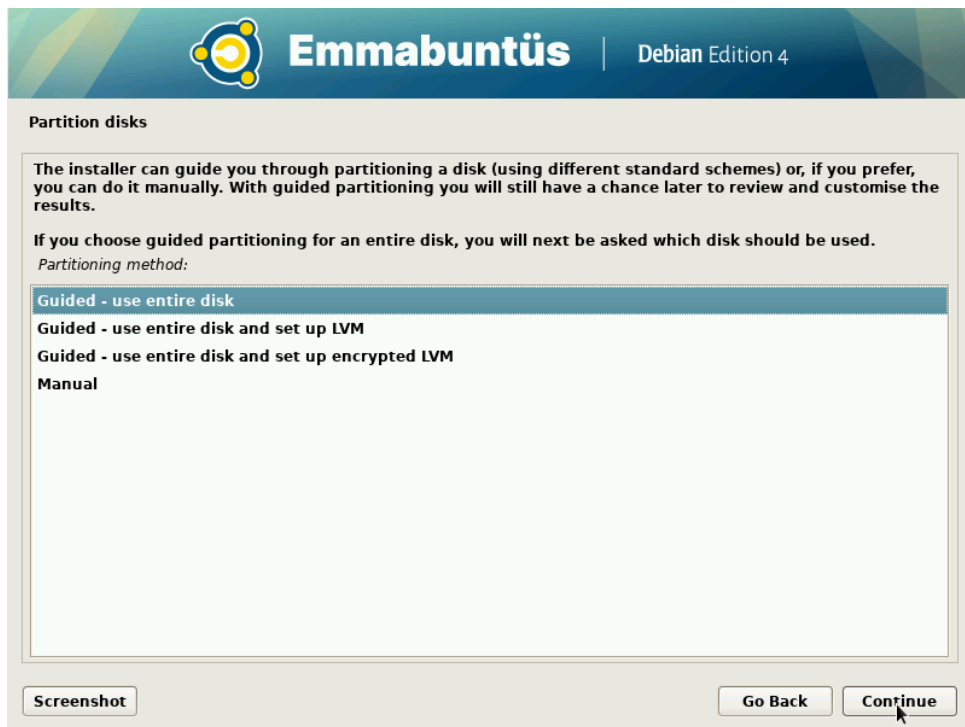 Emmabuntüs
Debian Edition 4
Partition disks
The installer can guide you through partitioning a disk (using different standard schemes) or, if you prefer,
you can do it manually. With guided partitioning you will still have a chance later to review and customise the
results.
If you choose guided partitioning for an entire disk, you will next be asked which disk should be used.
Partitioning method:
Guided - use entire disk
Guided - use entire disk and set up LVM
Guided - use entire disk and set up encrypted LVM
Manual
Screenshot
Go Back
Continue